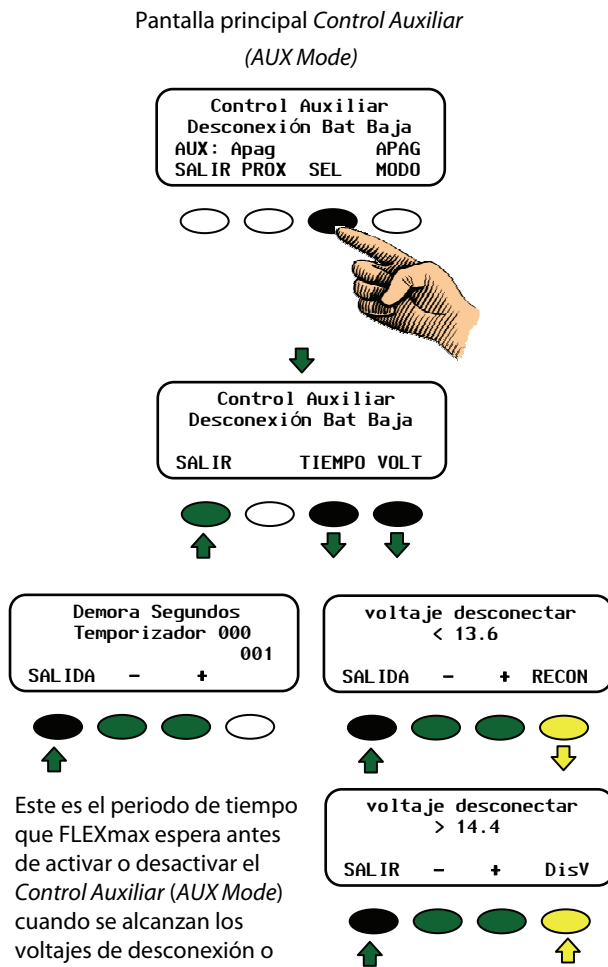 Pantalla principal Control Auxiliar
(AUX Mode)
Control Auxiliar
Desconexión Bat Baja
AUX: Apag APAG
SALIR PROX SEL MODO
Control Auxiliar
Desconexión Bat Baja
SALIR TIEMPO VOLT
Demora Segundos
Temporizador 000
001
SALIDA - +
voltaje desconectar
< 13.6
SALIDA - + RECON
Este es el periodo de tiempo
que FLEXmax espera antes
de activar o desactivar el
Control Auxiliar (AUX Mode)
cuando se alcanzan los
voltajes de desconexión o
voltaje desconectar
> 14.4
SALIR - + DisV